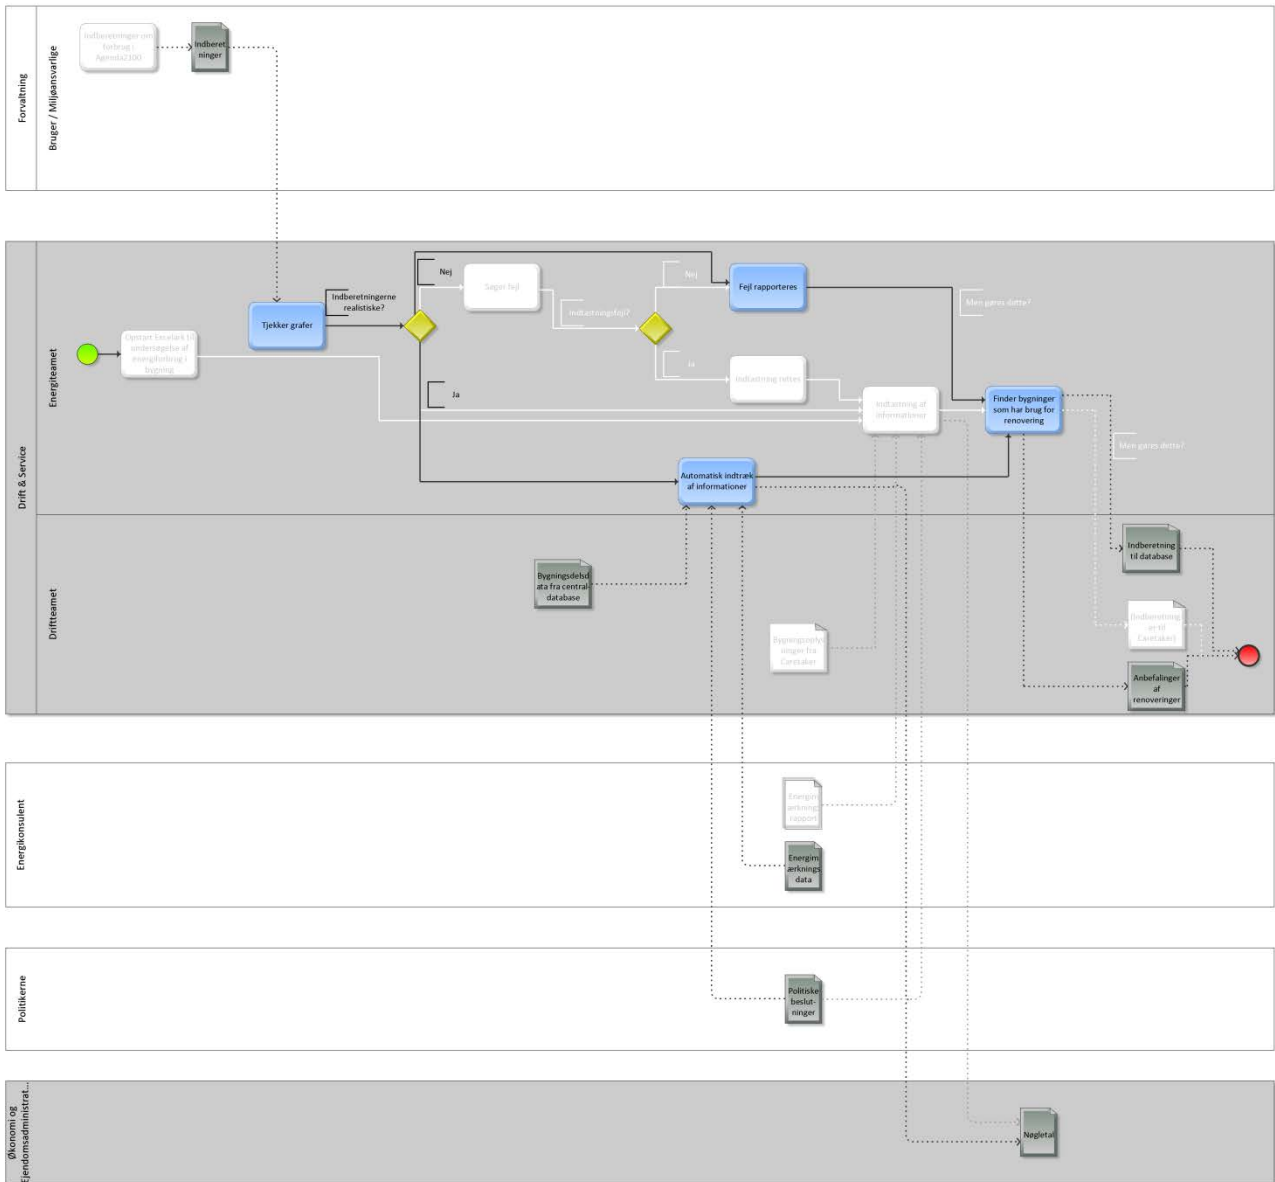 Forvaltning
Bruger / Miljøansvarlige
Indberetninger om
forbrug i
Agenda2100
Indberet
ninger
Drift & Service
Energiteamet
Opstart Excelark til
undersøgelse af
energiforbrug i
bygning
Tjekker grafer
Indberetningerne
realistiske?
Nej
Søger fejl
Indtastningsfejl?
Nej
Fejl rapporteres
Men gøres dette?
Ja
Ja
Indtastning rettes
Indtastning af
informationer
Finder bygninger
som har brug for
renovering
Men gøres dette?
Automatisk indtræk
af informationer
Driftteamet
Bygningsdelsd
ata fra central-
database
Bygningsoplys
ninger fra
Caretaker
Indberetning
til database
(Indberetning
er til
Caretaker)
Anbefalinger
af
renoveringer
Energikonsulent
Energim
ærknings
rapport
Energim
ærknings
data
Politikerne
Politiske
beslut-
ninger
Økonomi og
Ejendomsadministrat...
Nøgletal